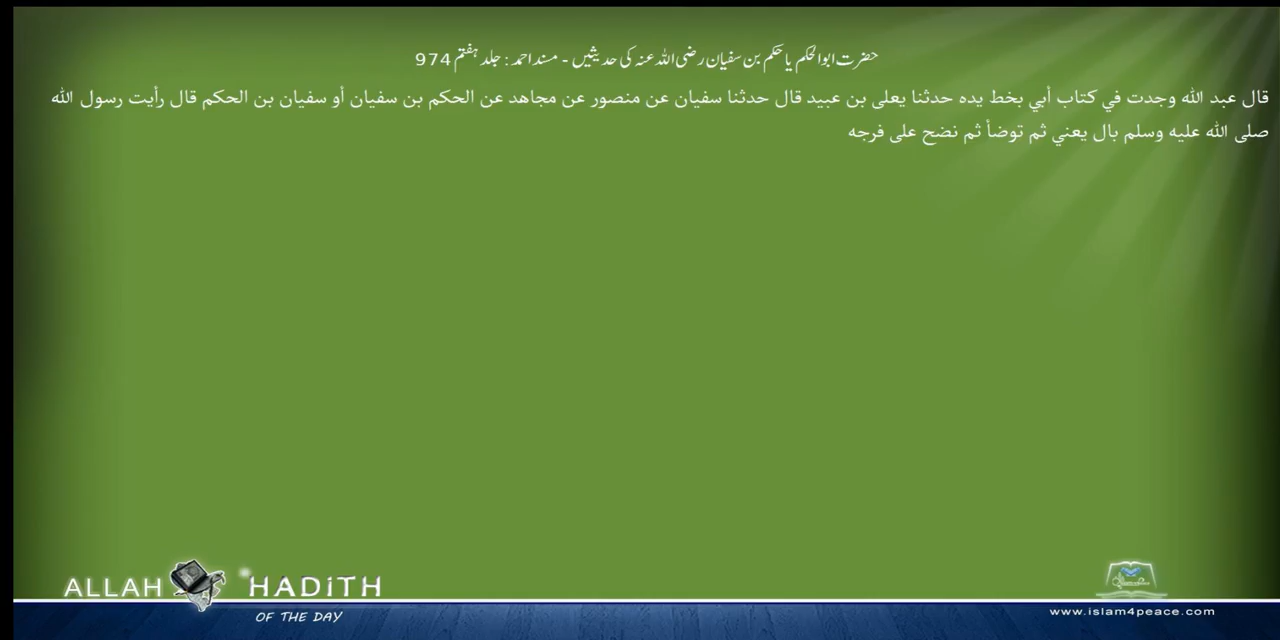 حضرت ابوالحکم یا حکم بن سفیان رضی اللہ عنہ کی حدیثیں - مسند احمد : جلد ہفتم 974
قال عبد الله وجدت في كتاب أبي بخط يده حدثنا يعلى بن عبيد قال حدثنا سفيان عن منصور عن مجاهد عن الحكم بن سفيان أو سفيان بن الحكم قال رأيت رسول الله
صلى الله عليه وسلم بال يعني ثم توضأ ثم نضح على فرجه
ALLAH HADITH
OF THE DAY
www.islam4peace.com